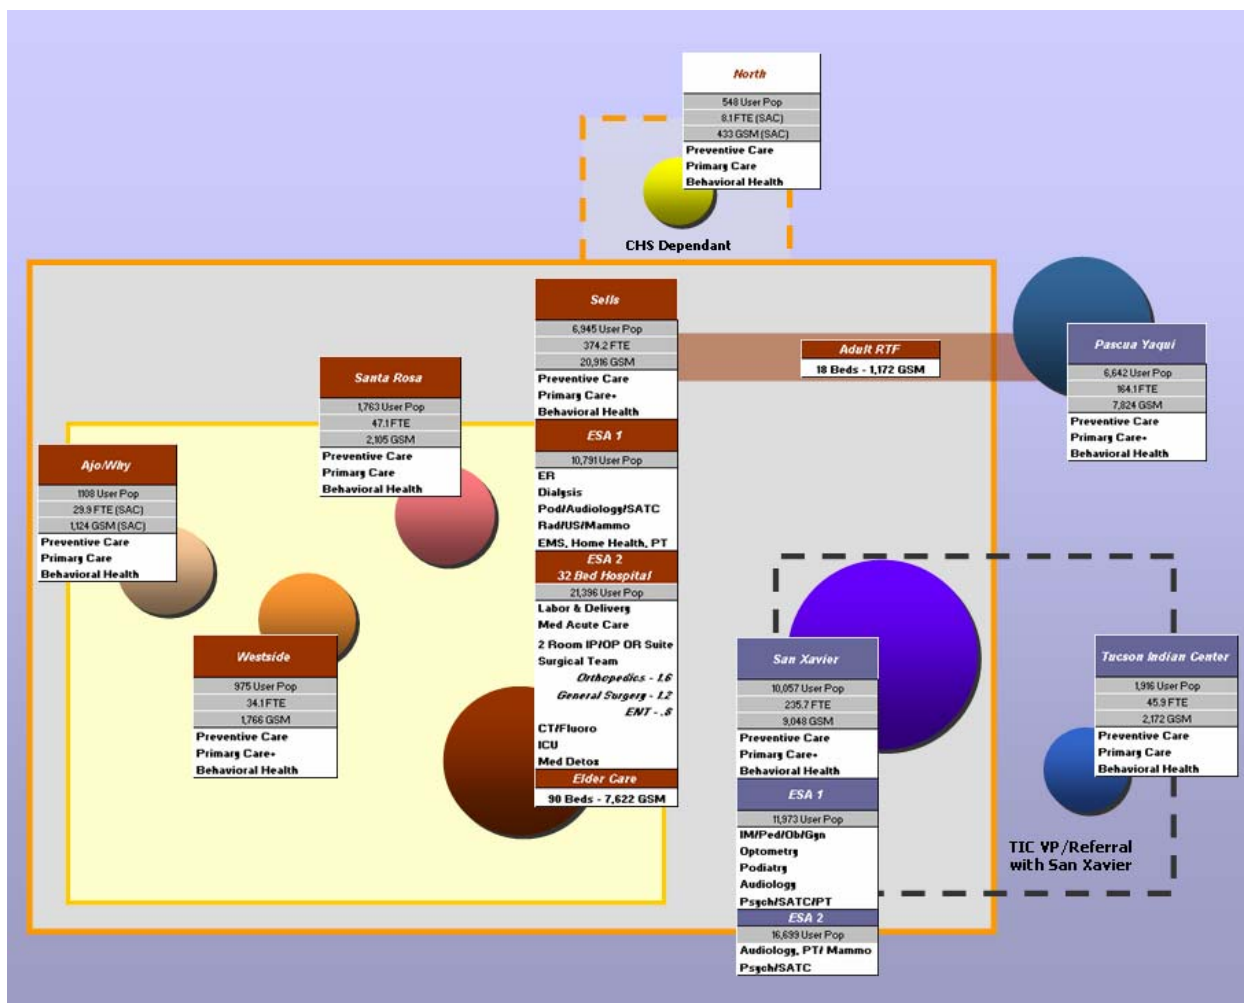 North
548 User Pop
8.1 FTE (SAC)
433 GSM (SAC)
Preventive Care
Primary Care
Behavioral Health
CHS Dependant
Sells
6,945 User Pop
374.2 FTE
20,916 GSM
Preventive Care
Primary Care+
Behavioral Health
ESA 1
10,791 User Pop
ER
Dialysis
Pod/Audiology/SATC
Rad/US/Mammo
EMS, Home Health, PT
ESA 2
32 Bed Hospital
21,396 User Pop
Labor & Delivery
Med Acute Care
2 Room IP/OP OR Suite
Surgical Team
Orthopedics - 1.6
General Surgery - 1.2
ENT - .8
CT/Fluoro
ICU
Med Detox
Elder Care
90 Beds - 7,622 GSM
Adult RTF
18 Beds - 1,172 GSM
Pascua Yaqui
6,642 User Pop
164.1 FTE
7,824 GSM
Preventive Care
Primary Care+
Behavioral Health
Santa Rosa
1,763 User Pop
47.1 FTE
2,105 GSM
Preventive Care
Primary Care
Behavioral Health
Ajo/Why
1108 User Pop
29.9 FTE (SAC)
1,124 GSM (SAC)
Preventive Care
Primary Care
Behavioral Health
Westside
975 User Pop
34.1 FTE
1,766 GSM
Preventive Care
Primary Care+
Behavioral Health
San Xavier
10,057 User Pop
235.7 FTE
9,048 GSM
Preventive Care
Primary Care+
Behavioral Health
ESA 1
11,973 User Pop
IM/Ped/Ob/Gyn
Optometry
Podiatry
Audiology
Psych/SATC/PT
ESA 2
16,699 User Pop
Audiology, PT/ Mammo
Psych/SATC
Tucson Indian Center
1,916 User Pop
45.9 FTE
2,172 GSM
Preventive Care
Primary Care
Behavioral Health
TIC VP/Referral
with San Xavier